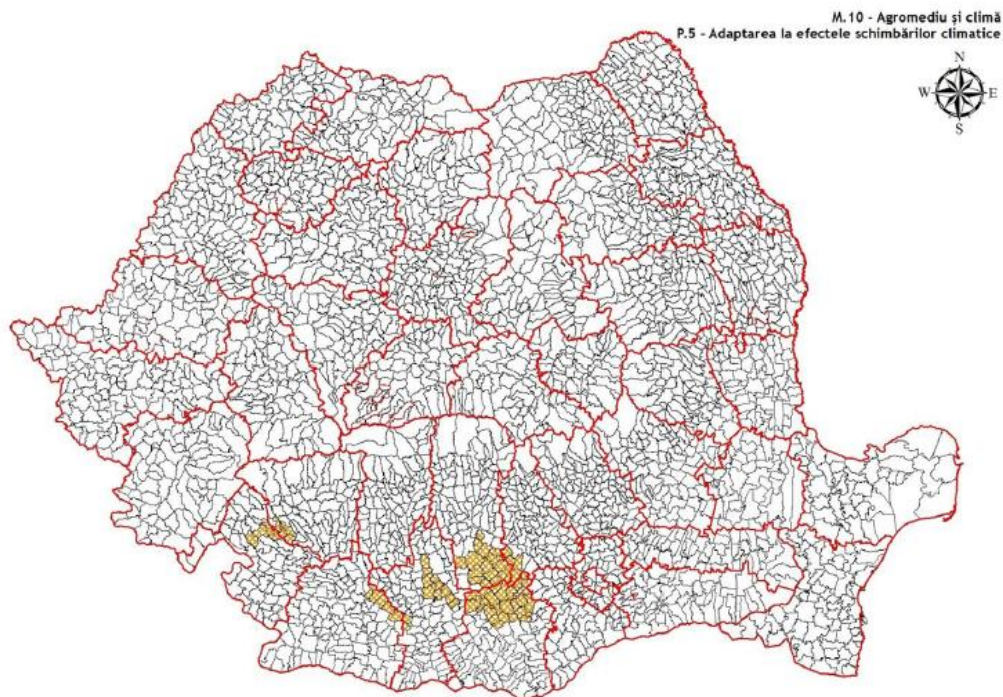 M.10 - Agromediu și climă
P.5 - Adaptarea la efectele schimbărilor climatice
N
W E
S